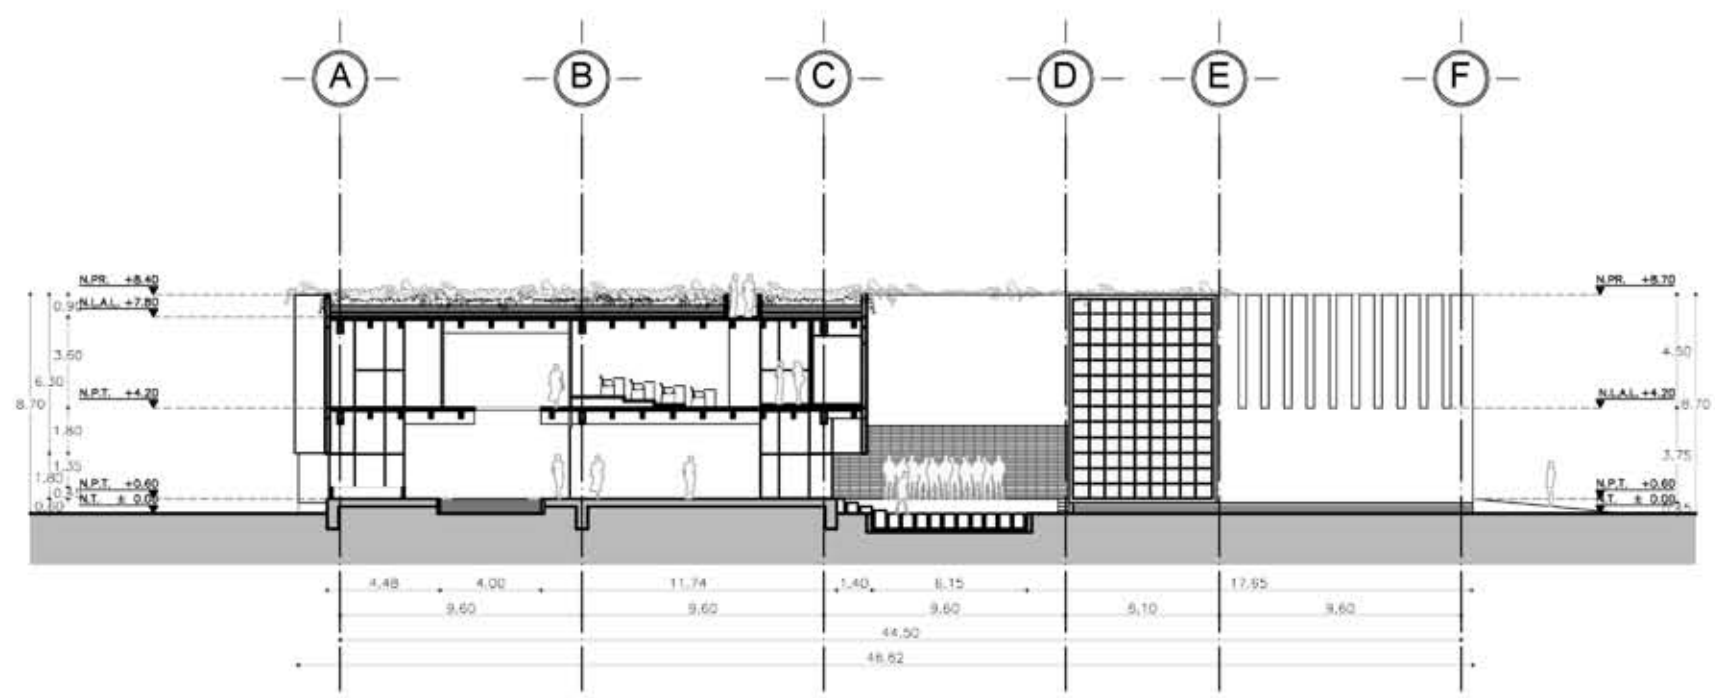 A B C D E F
N.PR. +8.40
N.L.A.L. +7.80
N.P.T. +4.20
N.P.T. +0.60
N.T. ± 0.00
3.60
6.30
8.70
1.80
1.35
1.80
N.PR. +8.70
N.L.A.L. +4.20
N.P.T. +0.60
± 0.00
4.50
8.70
3.75
4.48 4.00 11.74 1.40 6.15 17.65
9.60 9.60 9.60 6.10 9.60
44.50
46.62